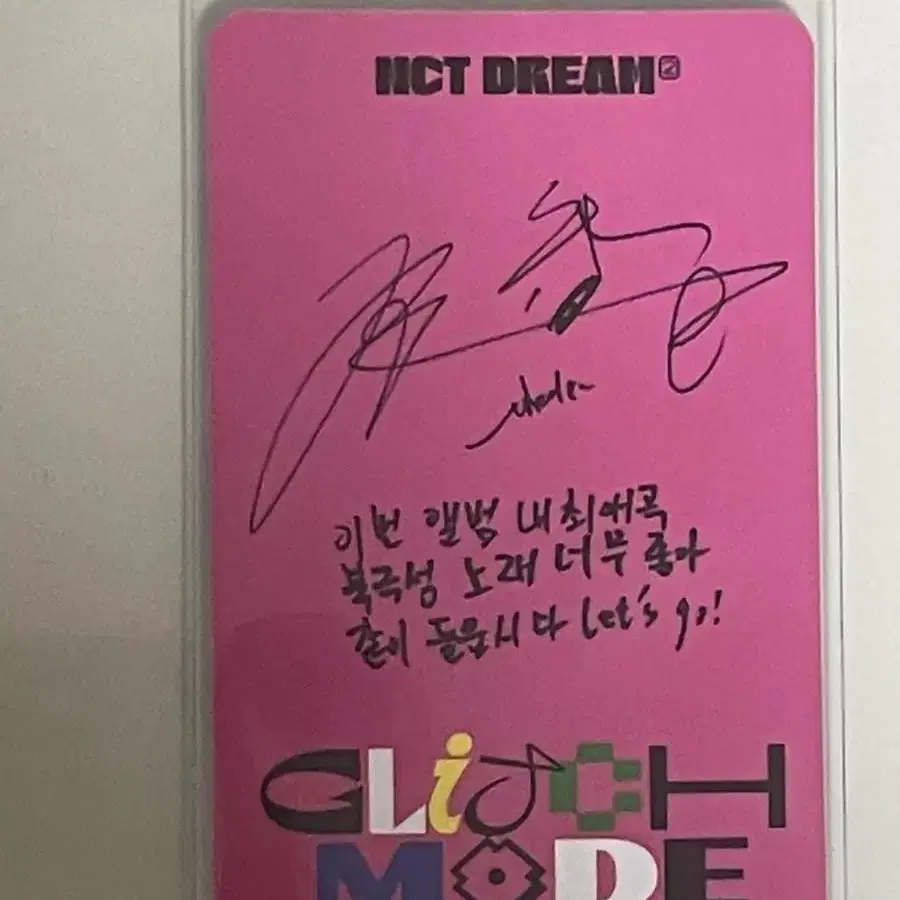 NCT DREAM
이번 앨범 내 최애곡
북극성 노래 너무 좋아
같이 들읍시다 Let's go!
GLiTCH
MODE